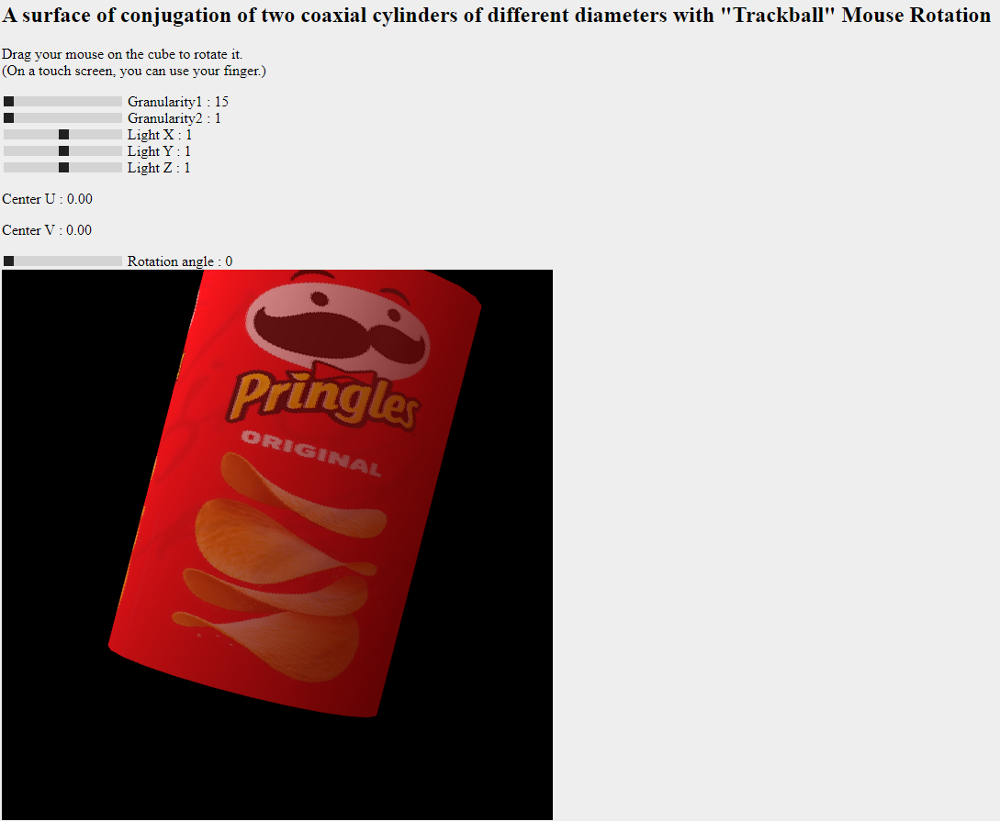 A surface of conjugation of two coaxial cylinders of different diameters with "Trackball" Mouse Rotation
Drag your mouse on the cube to rotate it.
(On a touch screen, you can use your finger.)
Granularity1 : 15
Granularity2 : 1
Light X : 1
Light Y : 1
Light Z : 1
Center U : 0.00
Center V : 0.00
Rotation angle : 0
Pringles
ORIGINAL